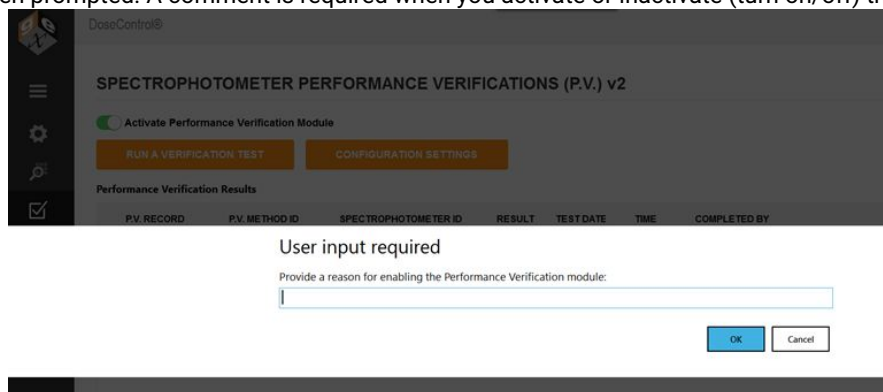 en prompted. A comment is required when you activate or inactivate (turn on/off) th
DoseControl®
SPECTROPHOTOMETER PERFORMANCE VERIFICATIONS (P.V.) v2
Activate Performance Verification Module
RUN A VERIFICATION TEST CONFIGURATION SETTINGS
Performance Verification Results
P.V. RECORD P.V. METHOD ID SPECTROPHOTOMETER ID RESULT TEST DATE TIME COMPLETED BY
User input required
Provide a reason for enabling the Performance Verification module:
OK Cancel